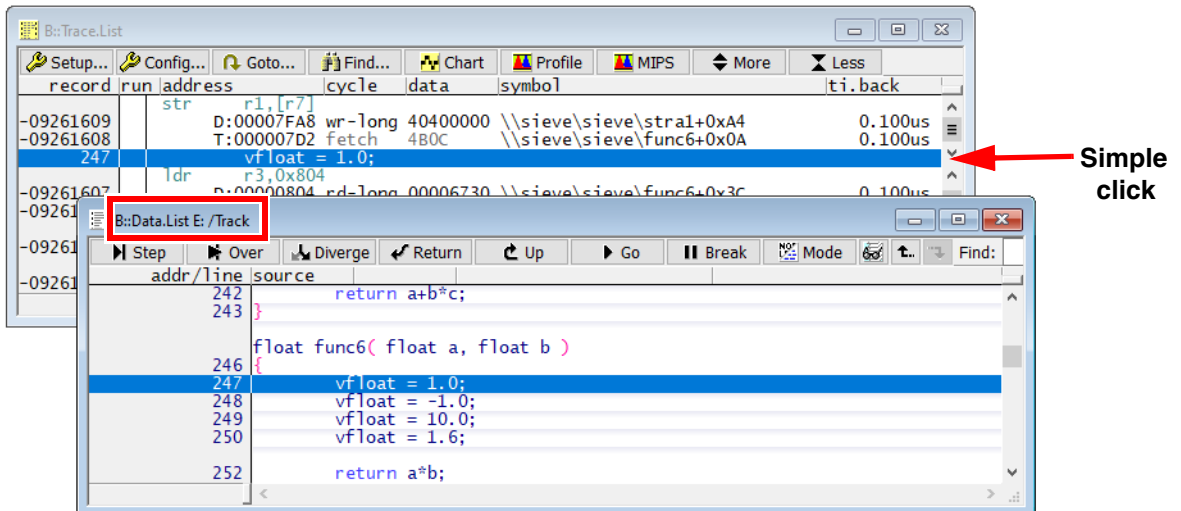 B::Trace.List
Setup... Config... Goto... Find... Chart Profile MIPS More Less
record run address cycle data symbol ti.back
str r1,[r7]
-09261609 D:00007FA8 wr-long 40400000 \\sieve\sieve\stra1+0xA4 0.100us
-09261608 T:000007D2 fetch 4B0C \\sieve\sieve\func6+0x0A 0.100us
247 vfloat = 1.0;
ldr r3,0x804
-09261607 D:00000804 rd-long 00006730 \\sieve\sieve\func6+0x3C 0.100us
-09261
-09261
-09261
Simple
click
B::Data.List E: /Track
Step Over Diverge Return Up Go Break Mode Find:
addr/line source
242 return a+b*c;
243 }
float func6( float a, float b )
246 {
247 vfloat = 1.0;
248 vfloat = -1.0;
249 vfloat = 10.0;
250 vfloat = 1.6;
252 return a*b;